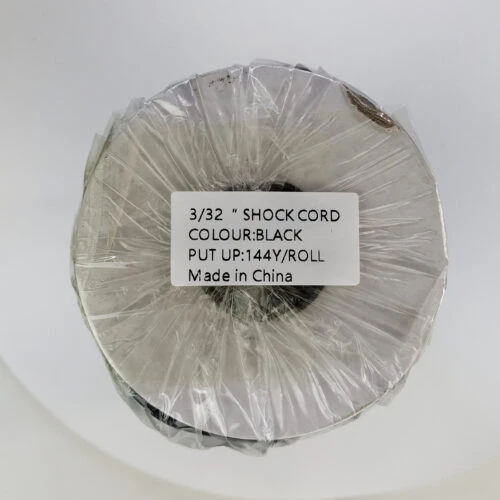 3/32 " SHOCK CORD
COLOUR:BLACK
PUT UP:144Y/ROLL
Made in China